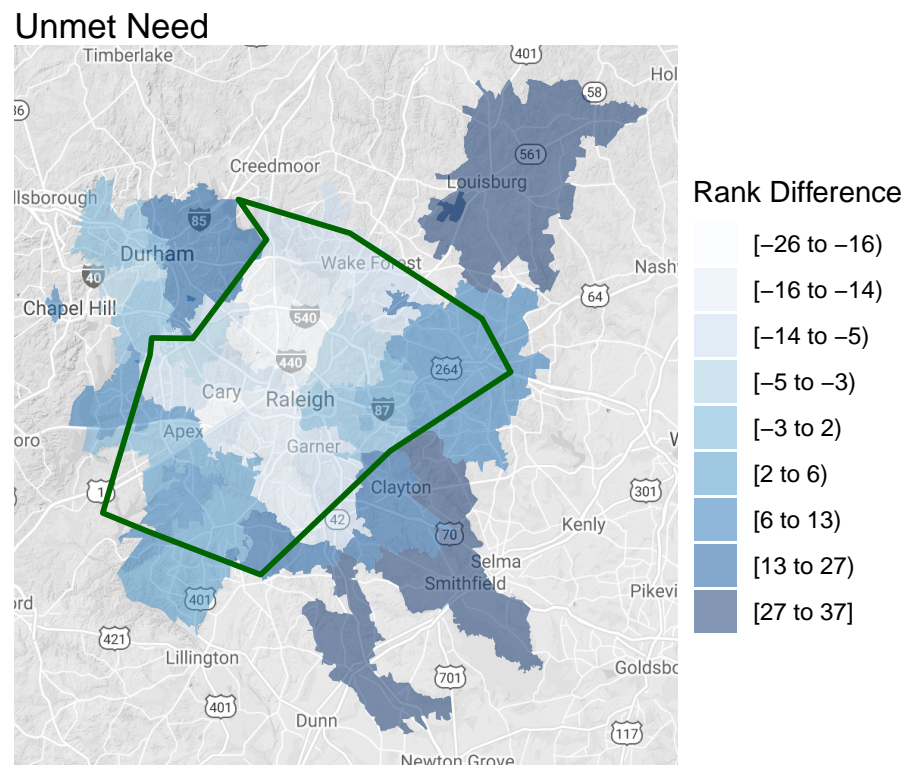 Unmet Need
Timberlake
401
Hol
58
86
Creedmoor
561
Louisburg
llsborough
85
Durham
Wake Forest
Nash
40
64
Chapel Hill
540
440
264
Cary
Raleigh
87
oro
Apex
Garner
Clayton
1
301
42
Kenly
70
Selma
Smithfield
Pikevi
ord
401
421
Lillington
Goldsbo
701
401
Dunn
117
Newton Grove
Rank Difference
[−26 to −16)
[−16 to −14)
[−14 to −5)
[−5 to −3)
[−3 to 2)
[2 to 6)
[6 to 13)
[13 to 27)
[27 to 37]